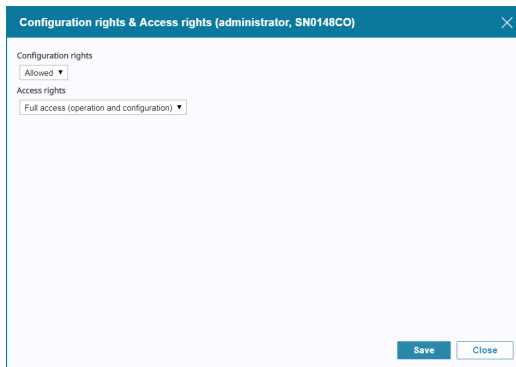 Configuration rights & Access rights (administrator, SN0148CO)
Configuration rights
Allowed
Access rights
Full access (operation and configuration)
Save Close